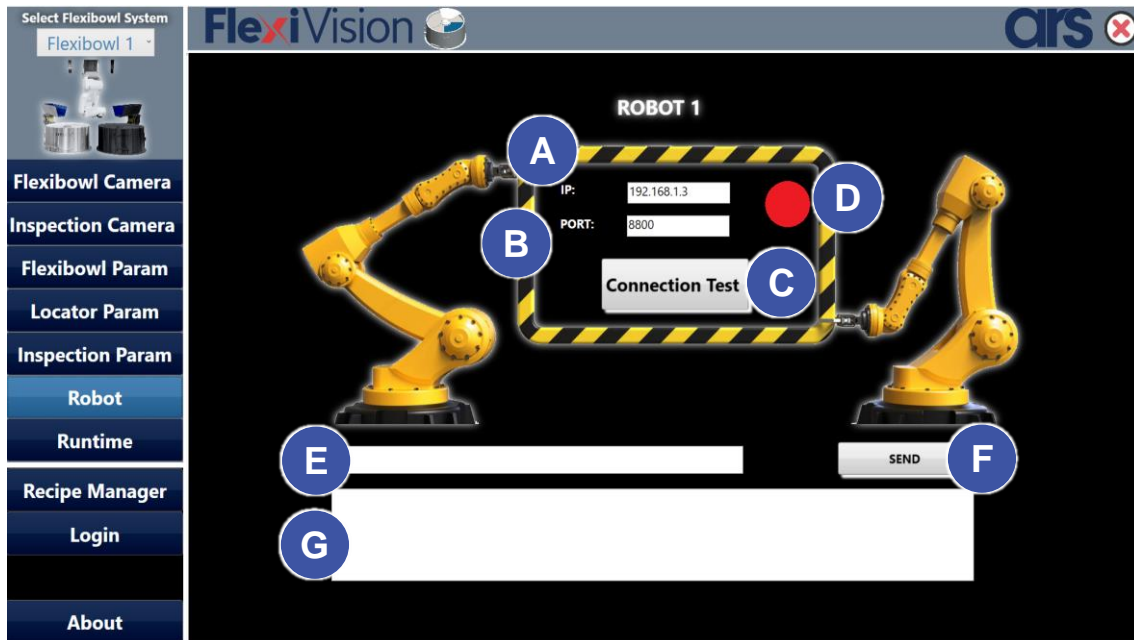 Select Flexibowl System
Flexibowl 1
FlexiVision
ars
Flexibowl Camera
Inspection Camera
Flexibowl Param
Locator Param
Inspection Param
Robot
Runtime
Recipe Manager
Login
About
ROBOT 1
A
IP:
192.168.1.3
D
B
PORT:
8800
Connection Test
C
E
SEND
F
G